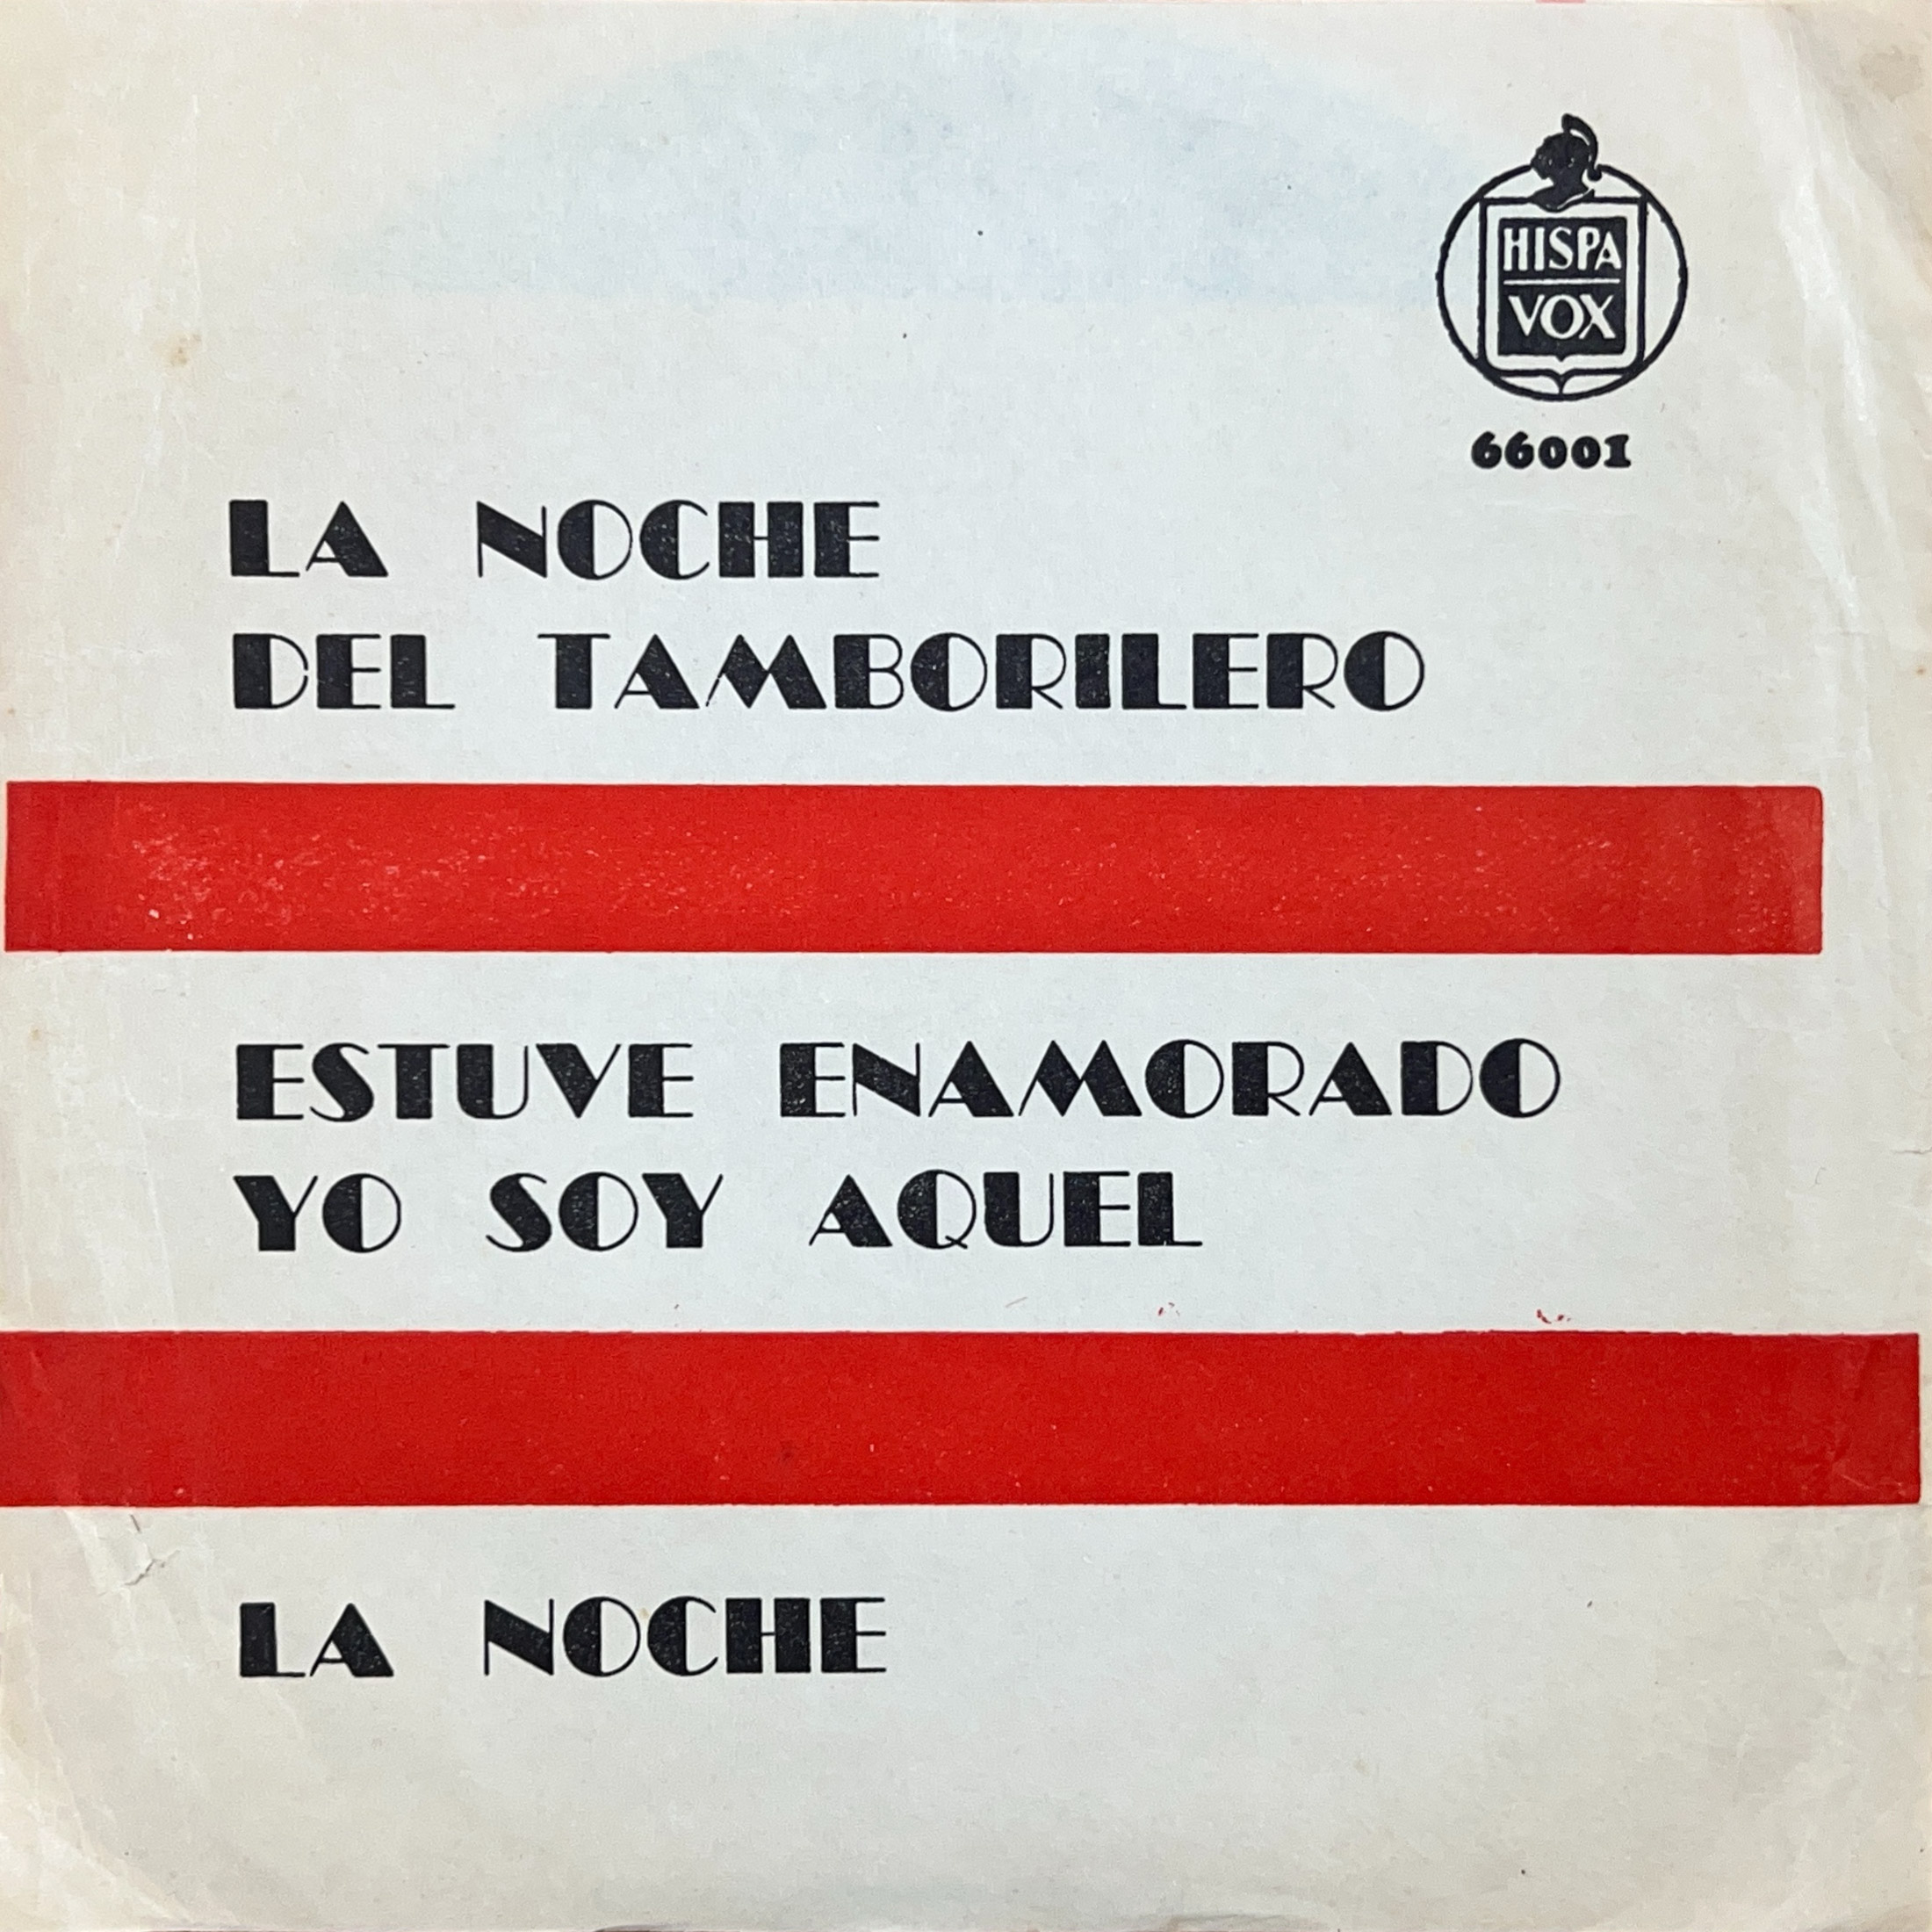 HISPA
VOX
66001
LA NOCHE
DEL TAMBORILERO
ESTUVE ENAMORADO
YO SOY AQUEL
LA NOCHE